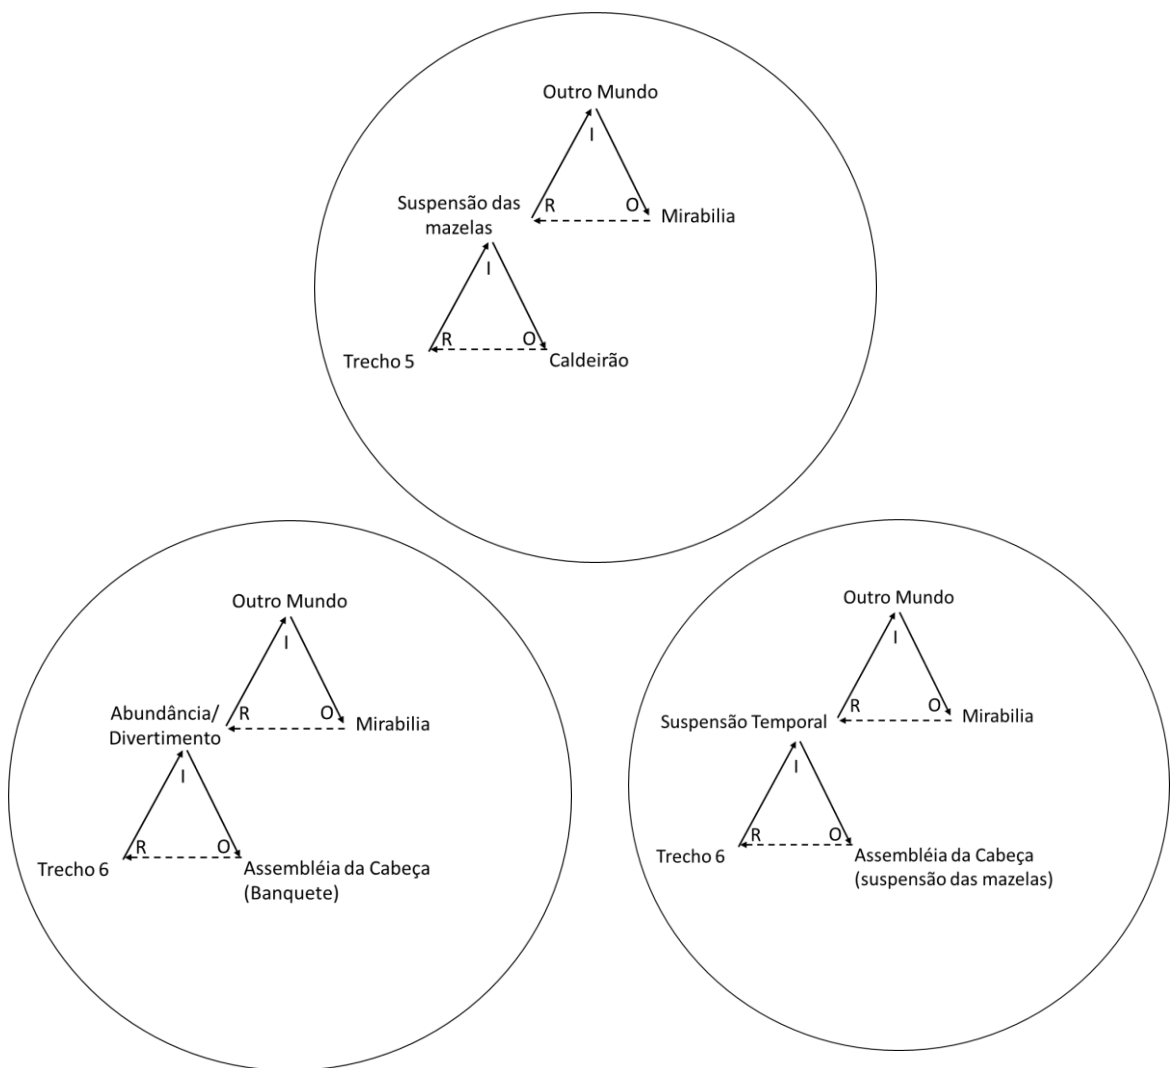 Outro Mundo
I
R
O
Mirabilia
Suspensão das
mazelas
I
R
O
Trecho 5
Caldeirão
Outro Mundo
I
R
O
Mirabilia
Abundância/
Divertimento
I
R
O
Trecho 6
Assembléia da Cabeça
(Banquete)
Outro Mundo
I
R
O
Mirabilia
Suspensão Temporal
I
R
O
Trecho 6
Assembléia da Cabeça
(suspensão das mazelas)